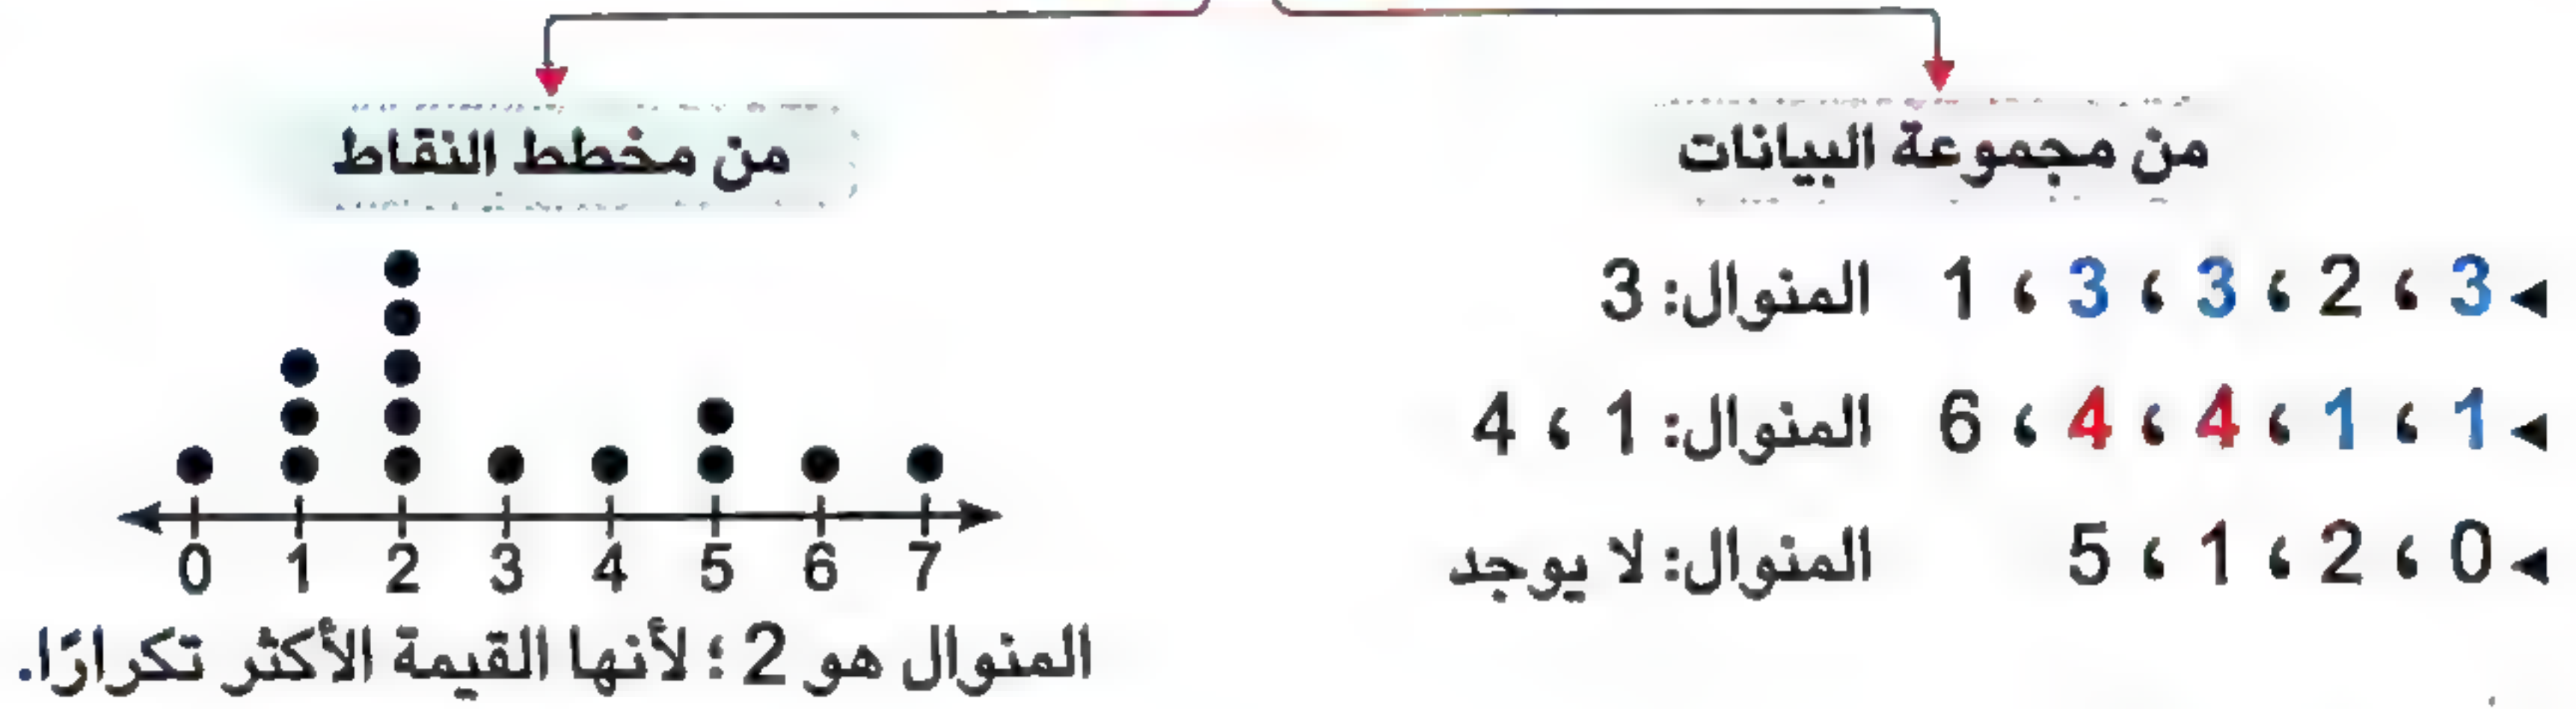 من مجموعة البيانات
◀ 3 ، 2 ، 3 ، 3 ، 1 المنوال: 3
◀ 1 ، 1 ، 4 ، 4 ، 6 المنوال: 1 ، 4
◀ 0 ، 2 ، 1 ، 5 المنوال: لا يوجد
من مخطط النقاط
0 1 2 3 4 5 6 7
المنوال هو 2 ؛ لأنها القيمة الأكثر تكرارًا.